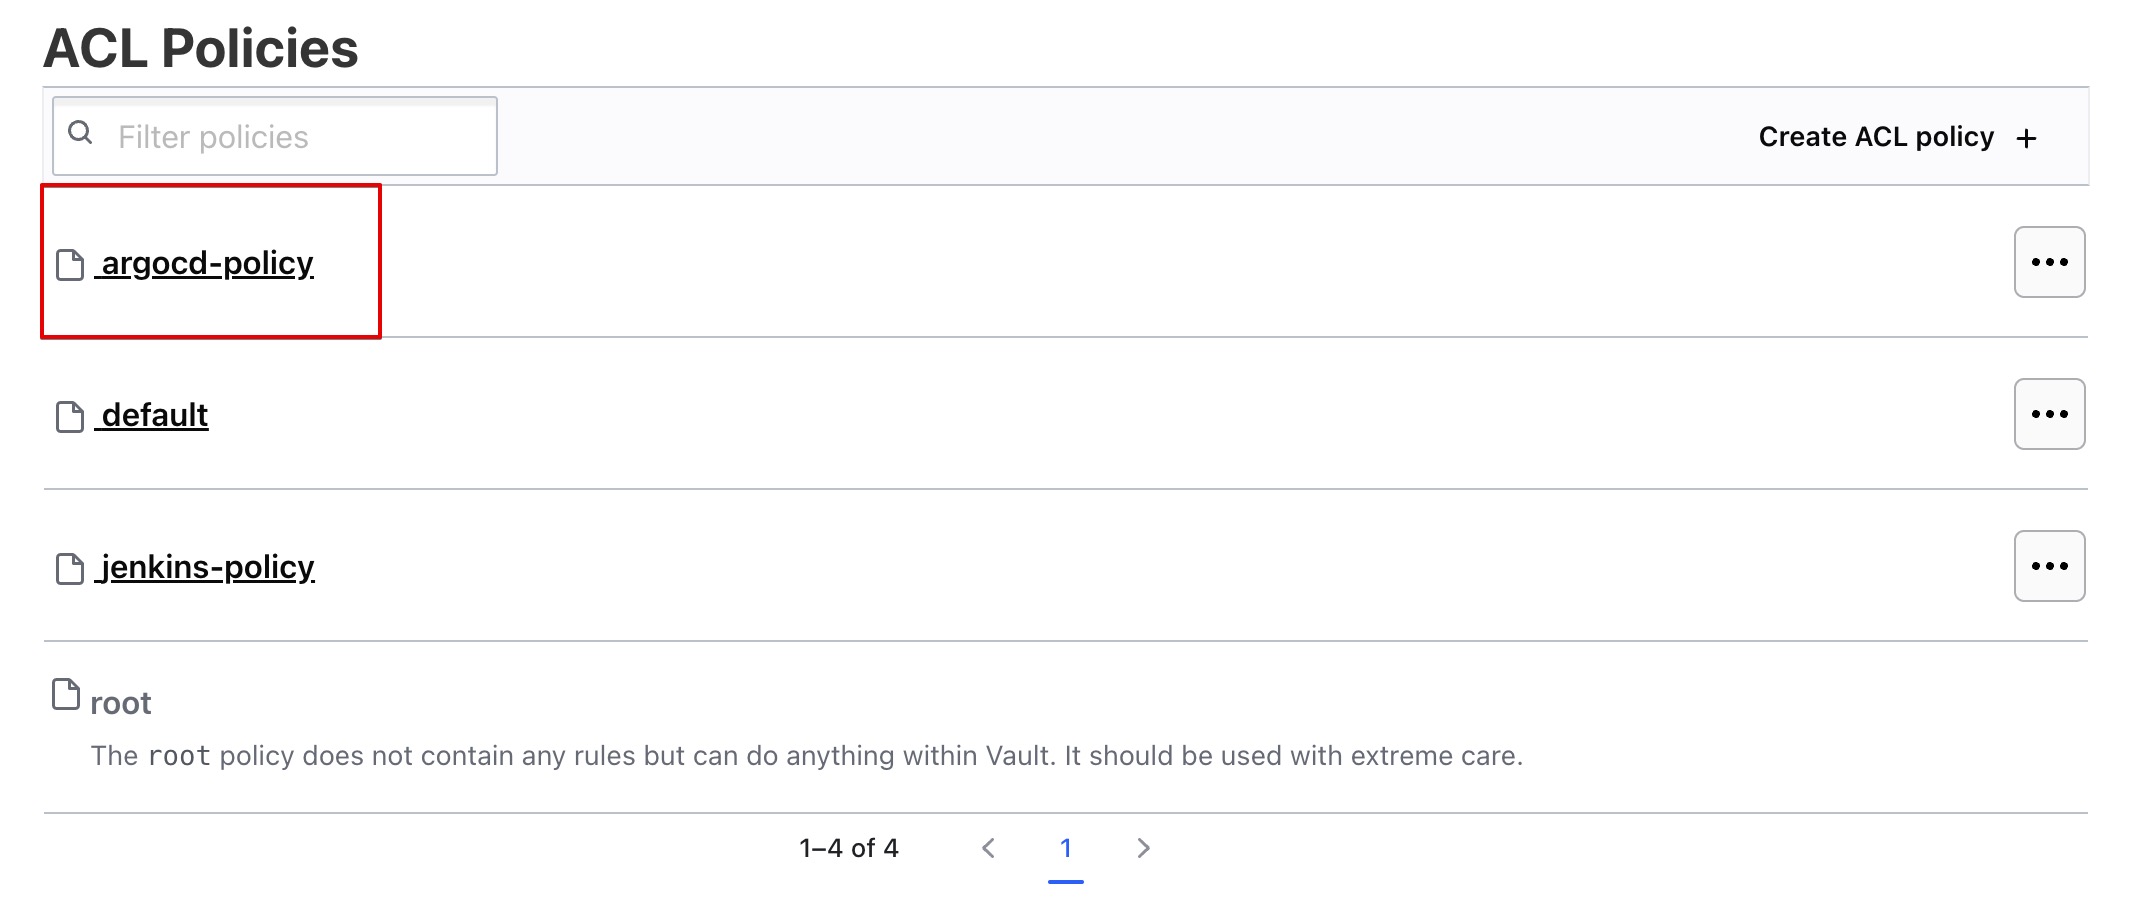 ACL Policies
Filter policies
Create ACL policy +
argocd-policy
default
jenkins-policy
root
The root policy does not contain any rules but can do anything within Vault. It should be used with extreme care.
1–4 of 4 < 1 >